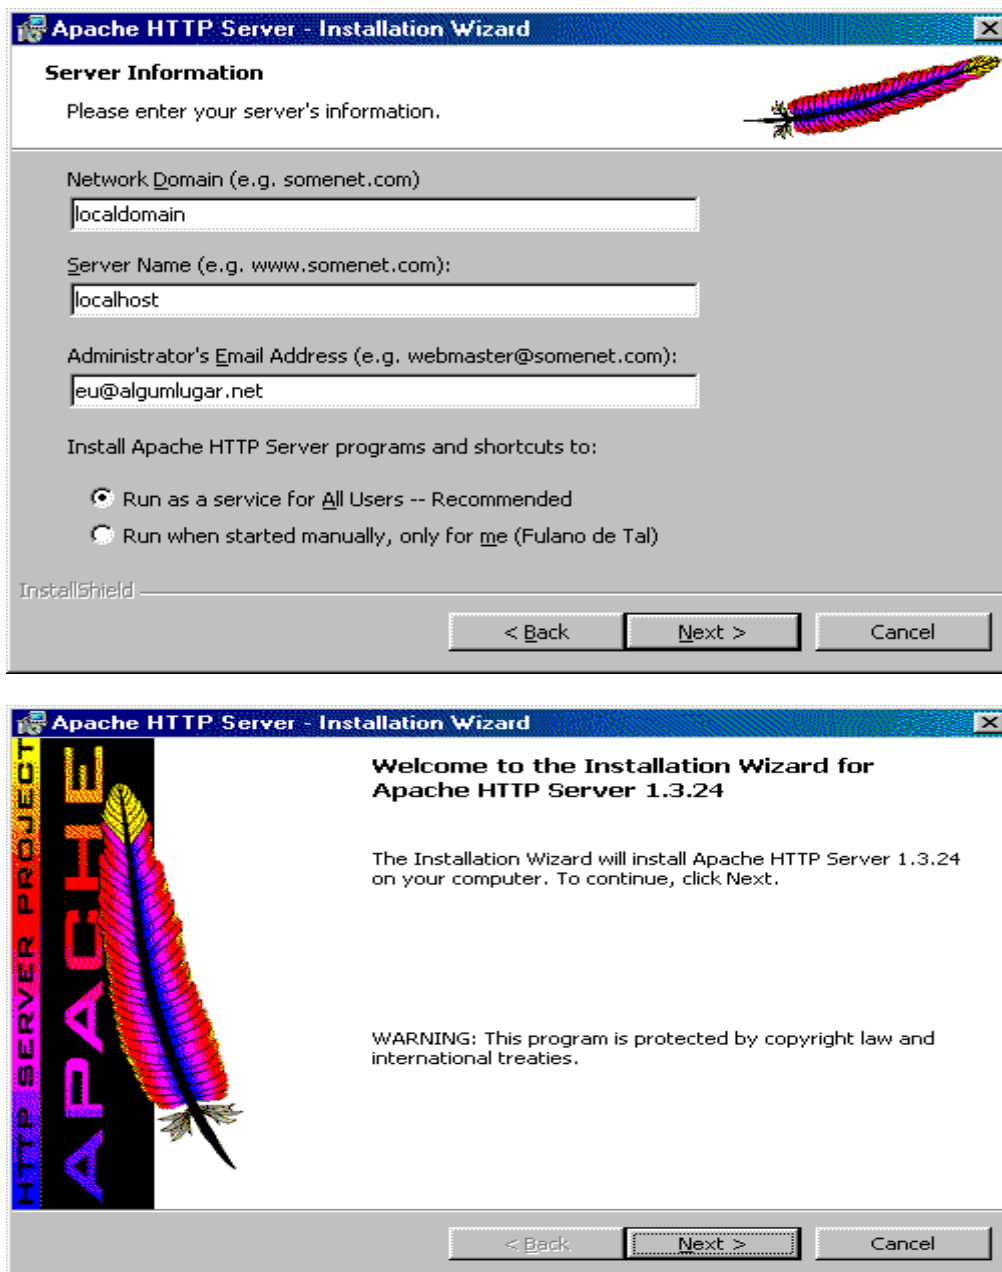 Apache HTTP Server - Installation Wizard
Server Information
Please enter your server's information.
Network Domain (e.g. somenet.com)
localdomain
Server Name (e.g. www.somenet.com):
localhost
Administrator's Email Address (e.g. webmaster@somenet.com):
eu@algumlugar.net
Install Apache HTTP Server programs and shortcuts to:
Run as a service for All Users -- Recommended
Run when started manually, only for me (Fulano de Tal)
InstallShield
< Back
Next >
Cancel
Apache HTTP Server - Installation Wizard
HTTP SERVER PROJECT
APACHE
Welcome to the Installation Wizard for
Apache HTTP Server 1.3.24
The Installation Wizard will install Apache HTTP Server 1.3.24
on your computer. To continue, click Next.
WARNING: This program is protected by copyright law and
international treaties.
< Back
Next >
Cancel